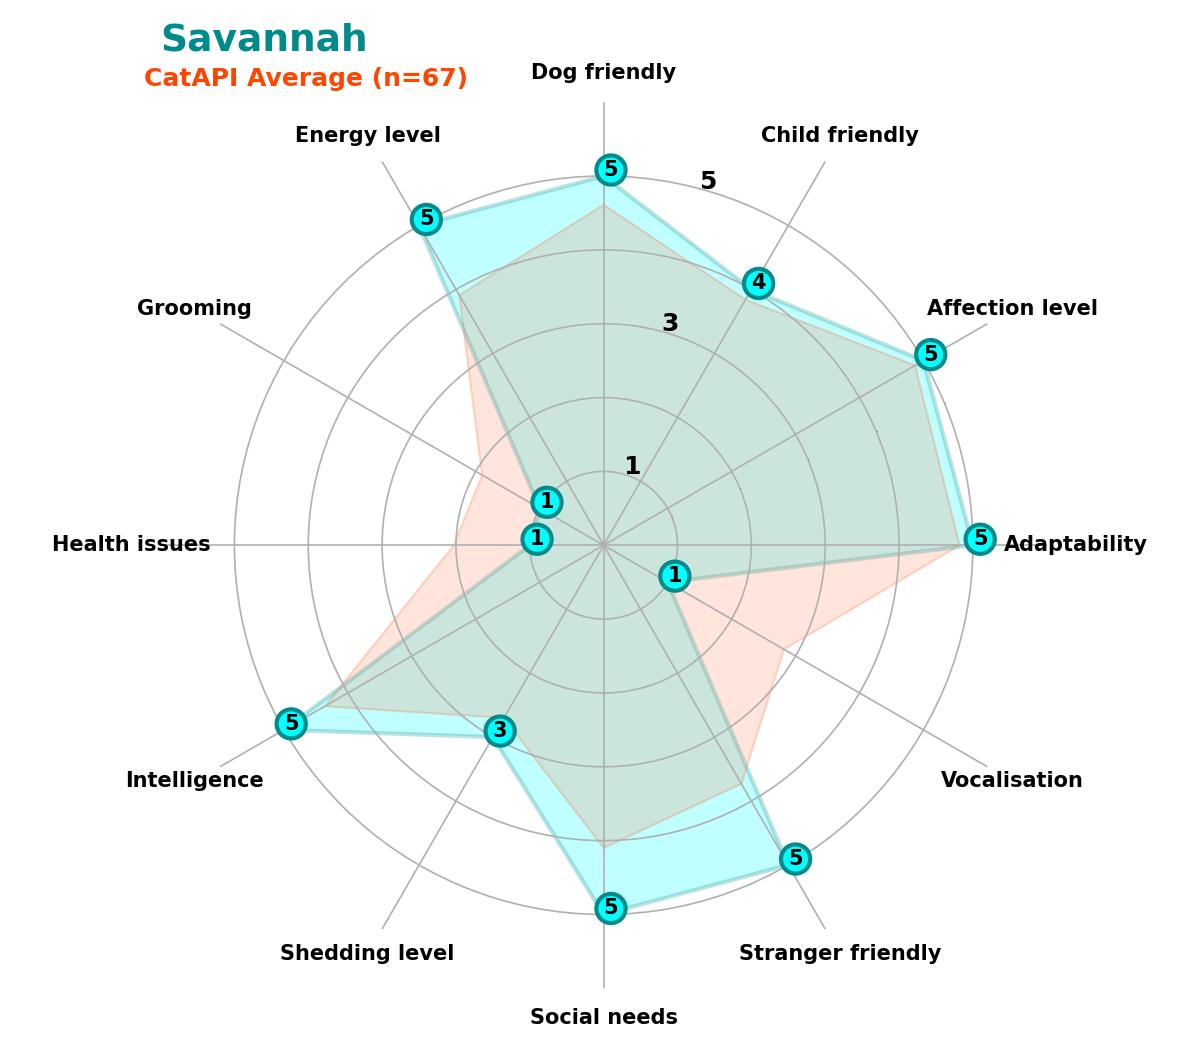 Savannah
CatAPI Average (n=67)
Dog friendly
Energy level
Child friendly
5
5
5
4
Grooming
Affection level
3
5
1
1
Health issues
1
5
Adaptability
1
5
3
Intelligence
Vocalisation
5
5
Shedding level
Stranger friendly
Social needs